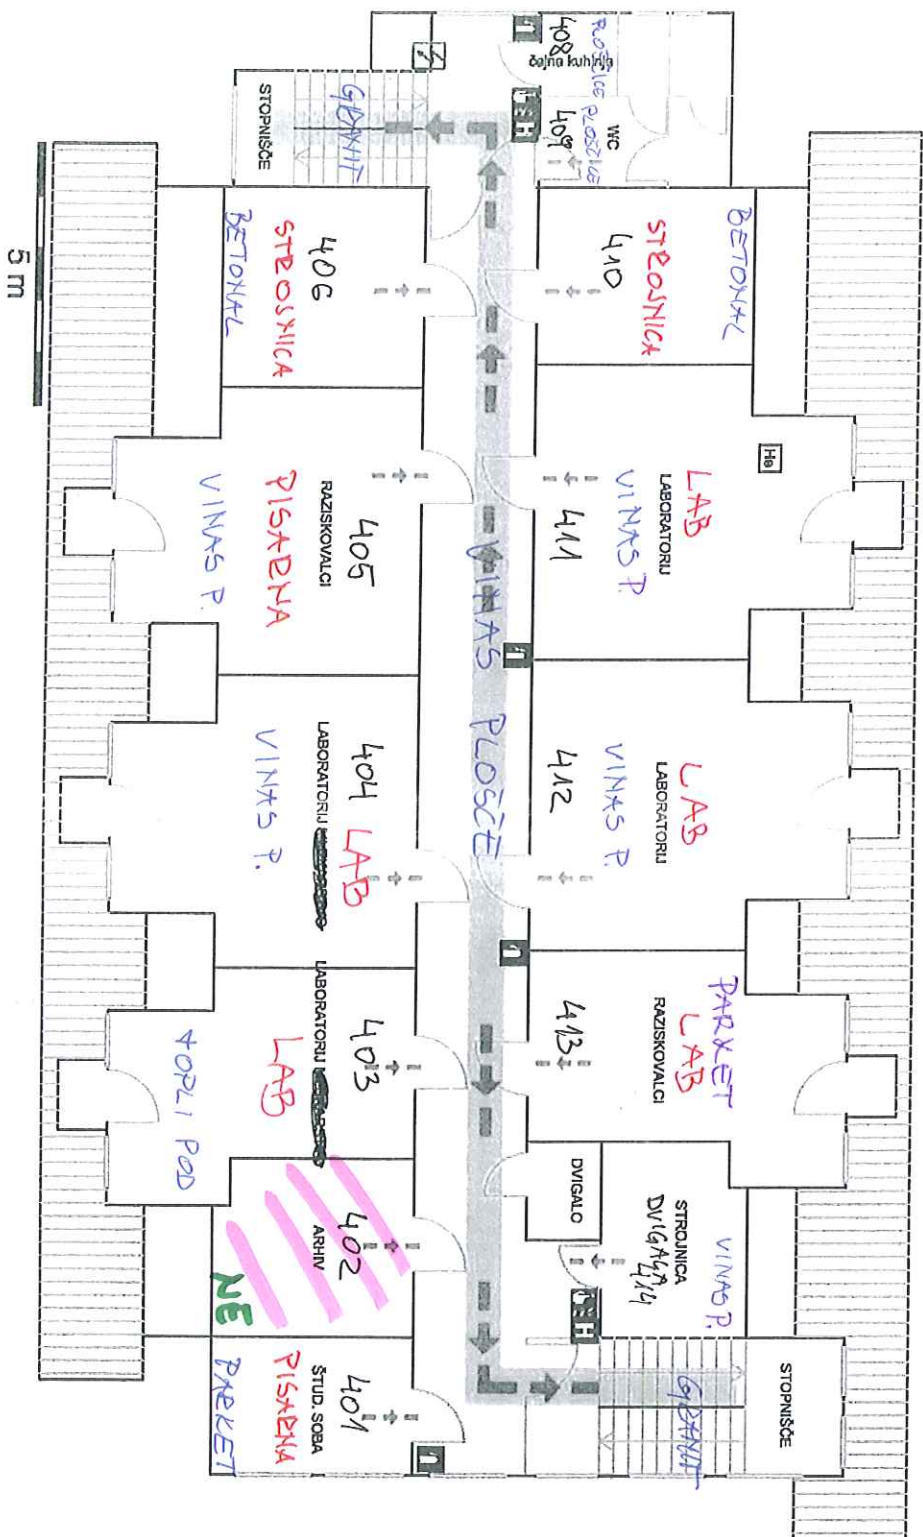 408
PLOŠČICE
čajna kuhinja
409
WC
PLOŠČICE
STOPNIŠČE
GRANIT
410
STROJNICA
BETONAL
411
LABORATORIJ
LAB
VINAS P.
He
412
LABORATORIJ
LAB
VINAS P.
413
RAZISKOVALCI
LAB
PARKET
DVIGALO
STROJNICA
DVIGALA
414
VINAS P.
STOPNIŠČE
GRANIT
VINAS PLOŠČE
406
STROJNICA
BETONAL
405
RAZISKOVALCI
PISARNA
VINAS P.
404
LABORATORIJ
LAB
VINAS P.
403
LABORATORIJ
LAB
TOPLI POD
402
ARHIV
NE
401
ŠTUD. SOBA
PISARNA
PARKET
H
H
5 m